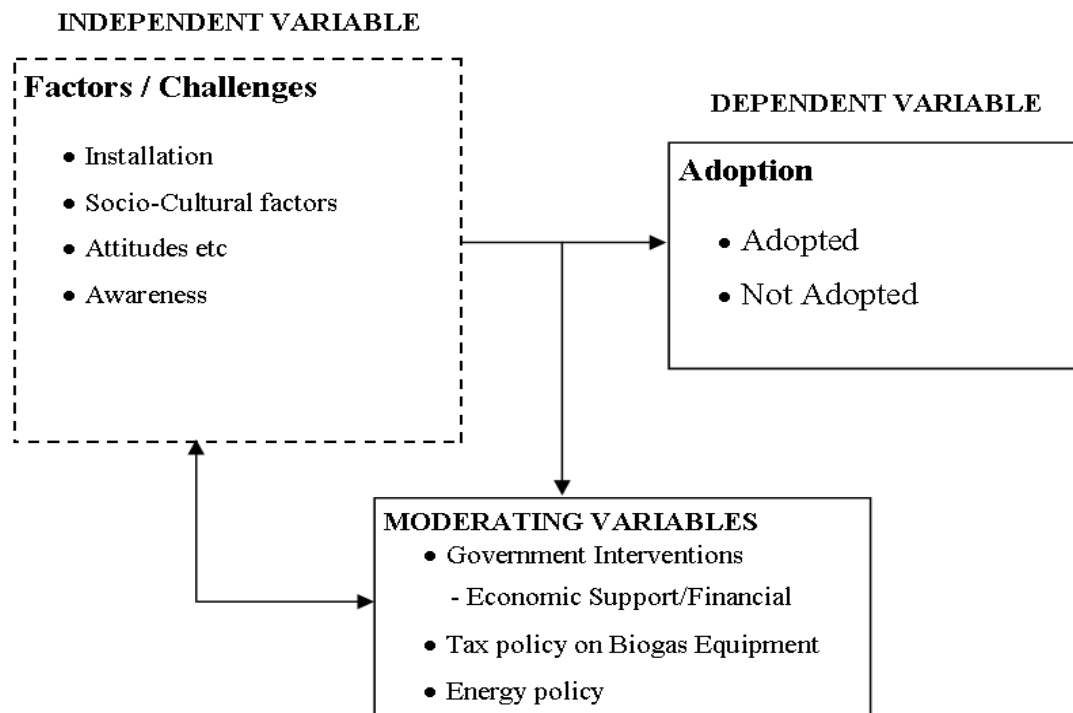 INDEPENDENT VARIABLE
Factors / Challenges
• Installation
• Socio-Cultural factors
• Attitudes etc
• Awareness
DEPENDENT VARIABLE
Adoption
• Adopted
• Not Adopted
MODERATING VARIABLES
• Government Interventions
- Economic Support/Financial
• Tax policy on Biogas Equipment
• Energy policy